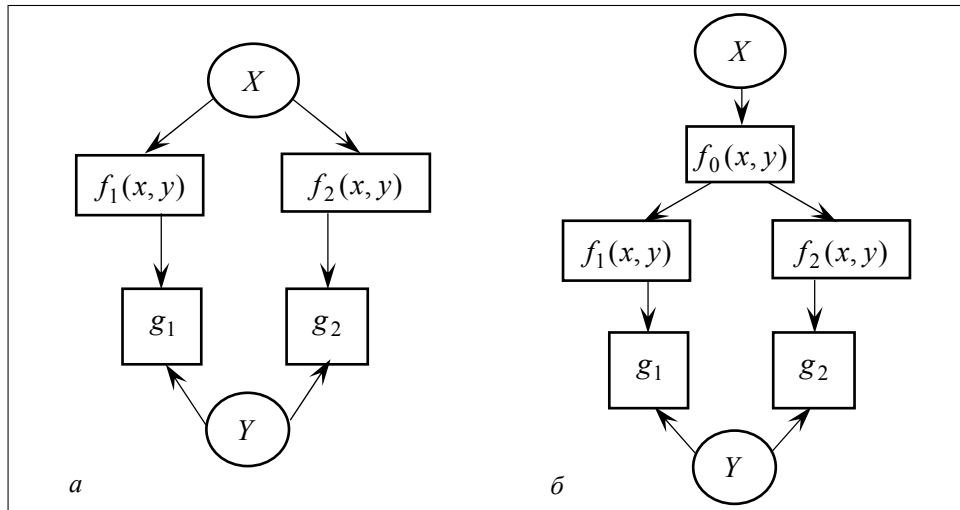 X
f₁(x, y)
f₂(x, y)
g₁
g₂
Y
а
X
f₀(x, y)
f₁(x, y)
f₂(x, y)
g₁
g₂
Y
б